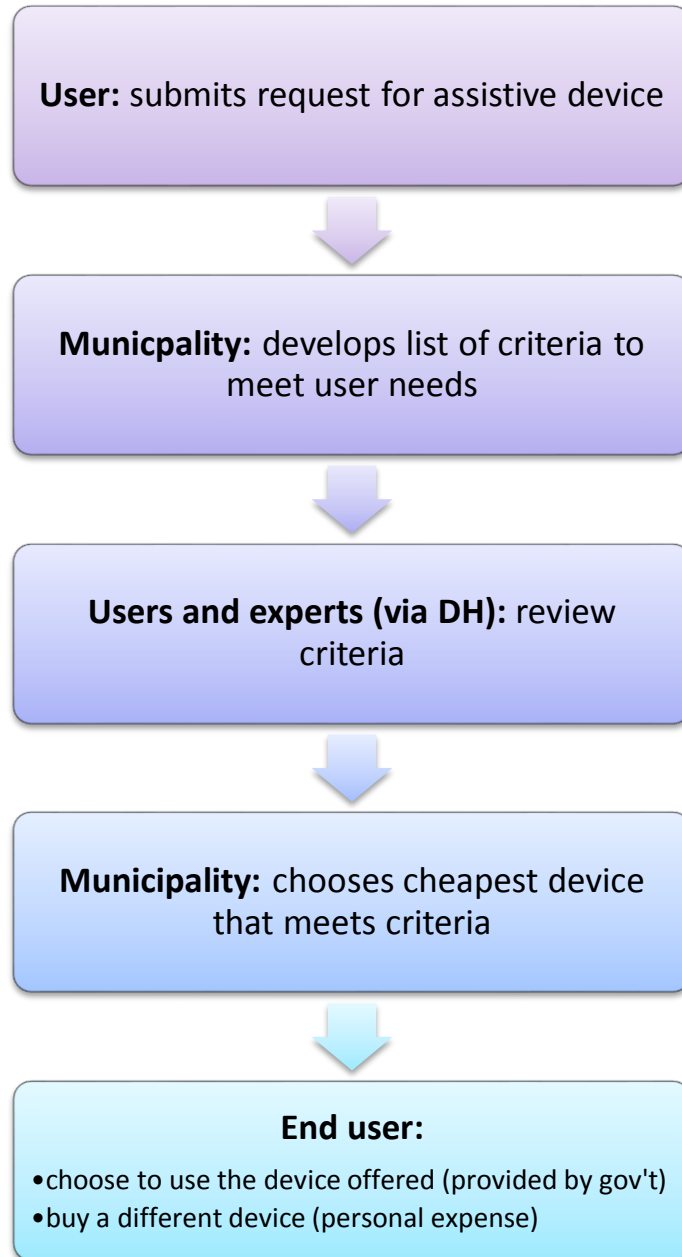 User: submits request for assistive device
Municpality: develops list of criteria to
meet user needs
Users and experts (via DH): review
criteria
Municipality: chooses cheapest device
that meets criteria
End user:
•choose to use the device offered (provided by gov't)
•buy a different device (personal expense)